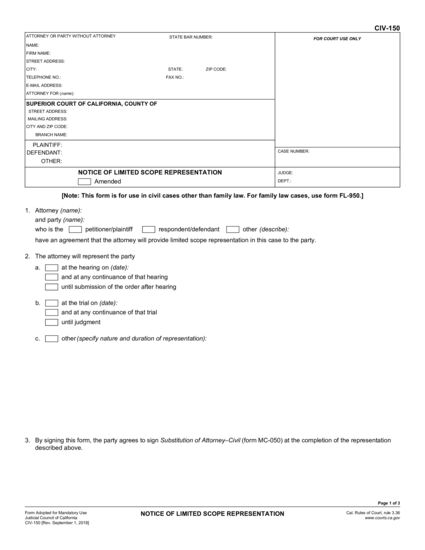 CIV-150
ATTORNEY OR PARTY WITHOUT ATTORNEY STATE BAR NUMBER:
FOR COURT USE ONLY
NAME:
FIRM NAME:
STREET ADDRESS:
CITY: STATE: ZIP CODE:
TELEPHONE NO.: FAX NO.:
E-MAIL ADDRESS:
ATTORNEY FOR (name):
SUPERIOR COURT OF CALIFORNIA, COUNTY OF
STREET ADDRESS:
MAILING ADDRESS:
CITY AND ZIP CODE:
BRANCH NAME:
PLAINTIFF:
DEFENDANT:
OTHER:
CASE NUMBER:
NOTICE OF LIMITED SCOPE REPRESENTATION
Amended
JUDGE:
DEPT.:
[Note: This form is for use in civil cases other than family law. For family law cases, use form FL-950.]
1. Attorney (name):
and party (name):
who is the petitioner/plaintiff respondent/defendant other (describe):
have an agreement that the attorney will provide limited scope representation in this case to the party.
2. The attorney will represent the party
a. at the hearing on (date):
and at any continuance of that hearing
until submission of the order after hearing
b. at the trial on (date):
and at any continuance of that trial
until judgment
c. other (specify nature and duration of representation):
3. By signing this form, the party agrees to sign Substitution of Attorney–Civil (form MC-050) at the completion of the representation
described above.
Page 1 of 3
Form Adopted for Mandatory Use
Judicial Council of California
CIV-150 [Rev. September 1, 2018]
NOTICE OF LIMITED SCOPE REPRESENTATION
Cal. Rules of Court, rule 3.36
www.courts.ca.gov